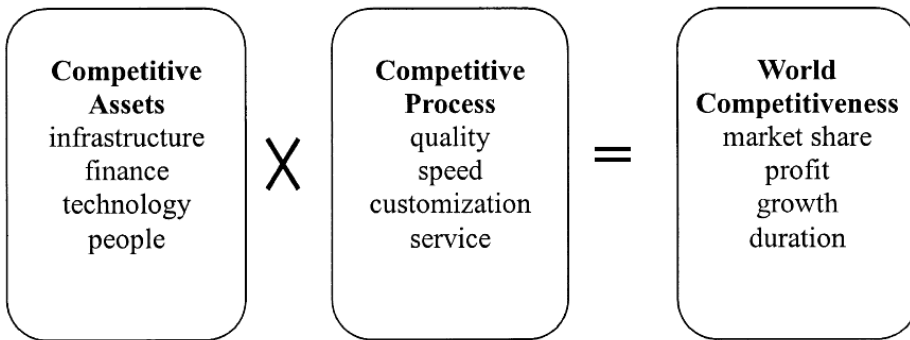 Competitive
Assets
infrastructure
finance
technology
people
X
Competitive
Process
quality
speed
customization
service
=
World
Competitiveness
market share
profit
growth
duration